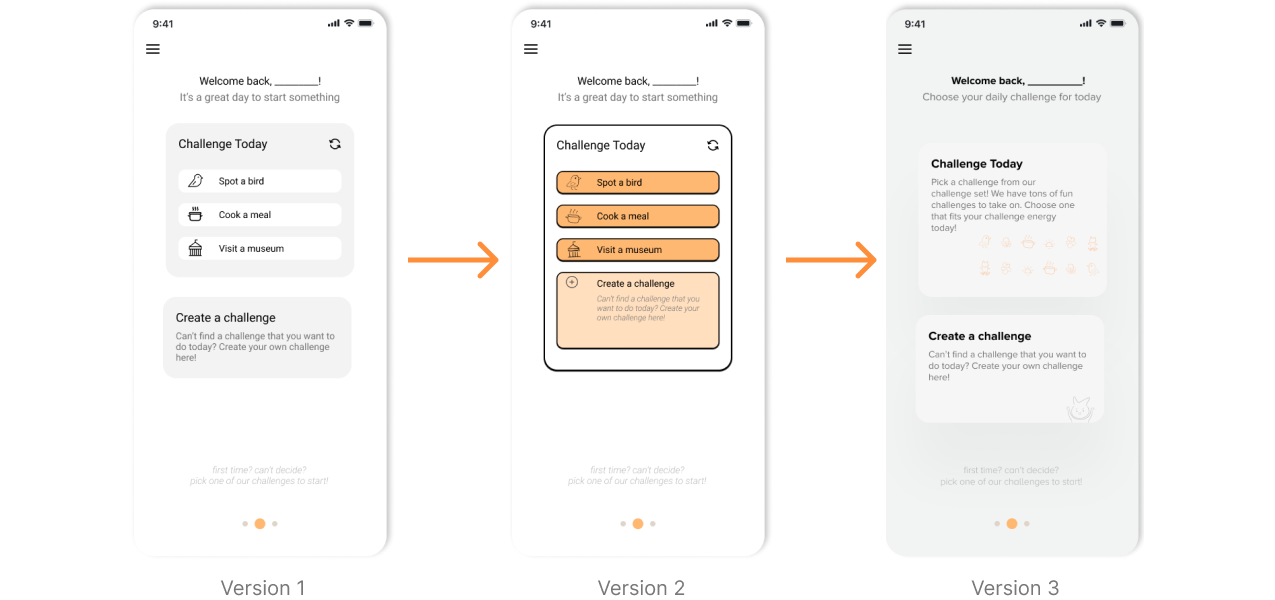 9:41
Welcome back, ________!
It's a great day to start something
Challenge Today
Spot a bird
Cook a meal
Visit a museum
Create a challenge
Can't find a challenge that you want to
do today? Create your own challenge
here!
first time? can't decide?
pick one of our challenges to start!
Version 1
9:41
Welcome back, ________!
It's a great day to start something
Challenge Today
Spot a bird
Cook a meal
Visit a museum
Create a challenge
Can't find a challenge that you
want to do today? Create your
own challenge here!
first time? can't decide?
pick one of our challenges to start!
Version 2
9:41
Welcome back, _________!
Choose your daily challenge for today
Challenge Today
Pick a challenge from our
challenge set! We have tons of fun
challenges to take on. Choose one
that fits your challenge energy
today!
Create a challenge
Can't find a challenge that you want to
do today? Create your own challenge
here!
first time? can't decide?
pick one of our challenges to start!
Version 3